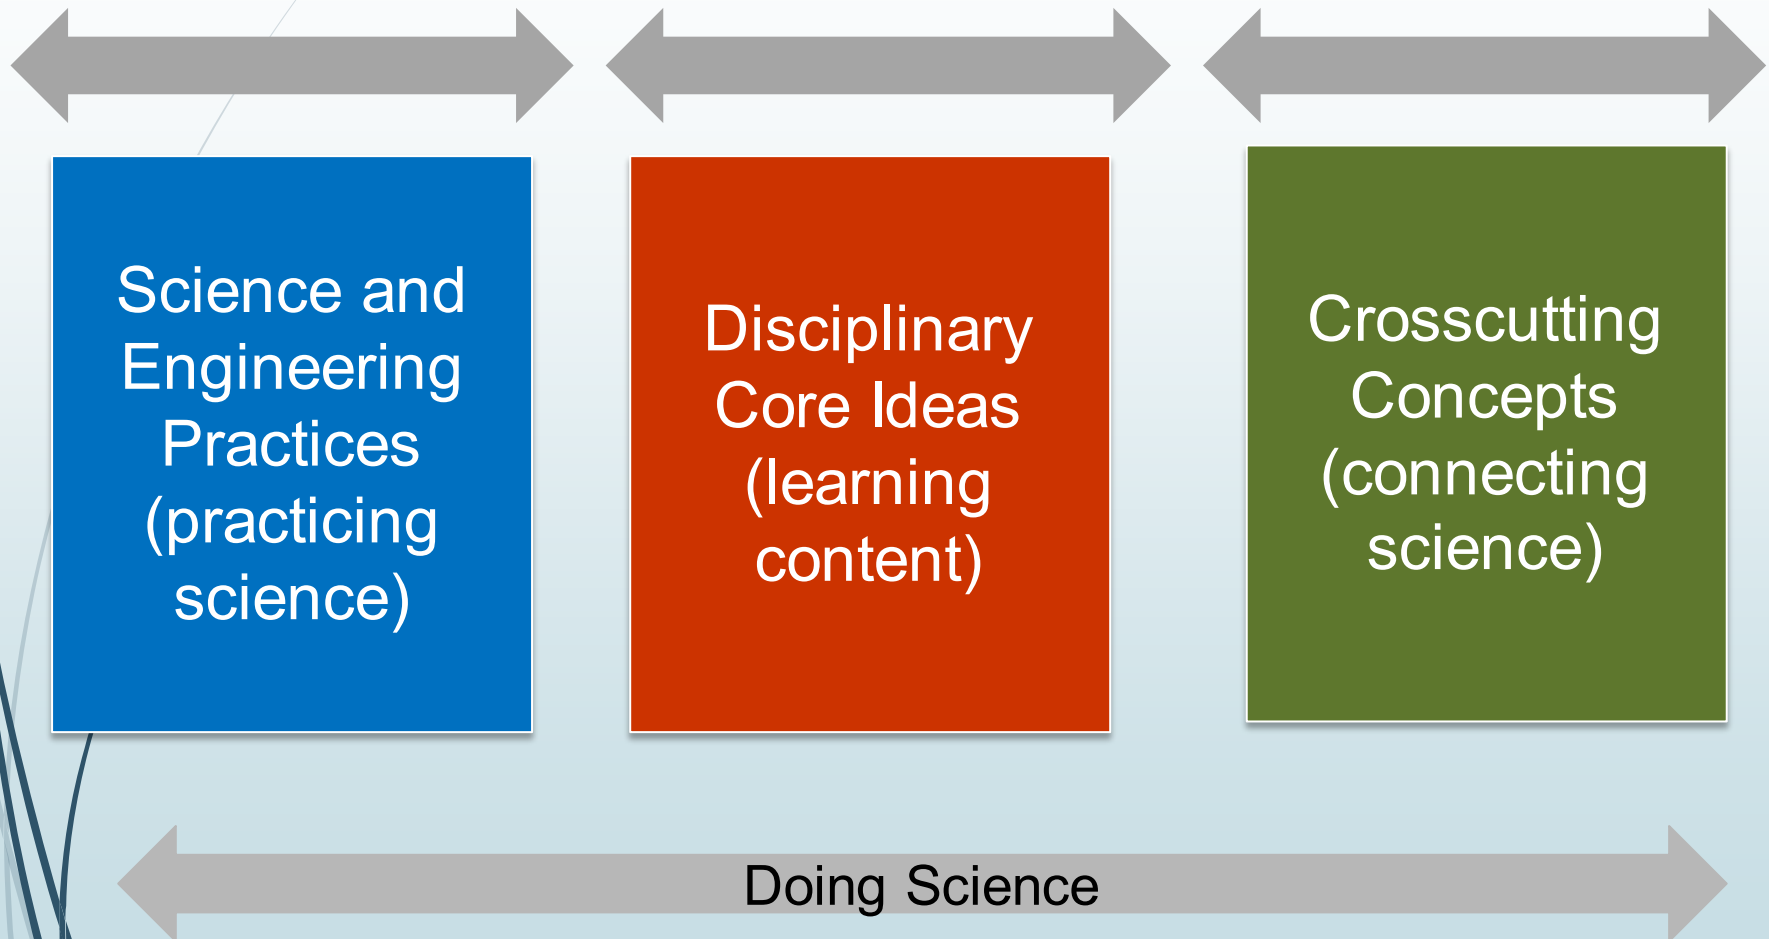 Science and
Engineering
Practices
(practicing
science)
Disciplinary
Core Ideas
(learning
content)
Crosscutting
Concepts
(connecting
science)
Doing Science